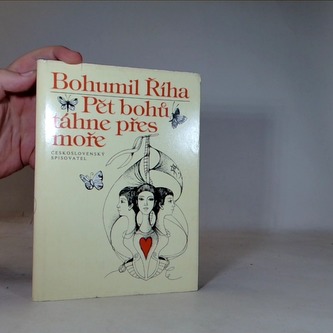 Bohumil Říha
Pět bohů
táhne přes
moře
ČESKOSLOVENSKÝ
SPISOVATEL